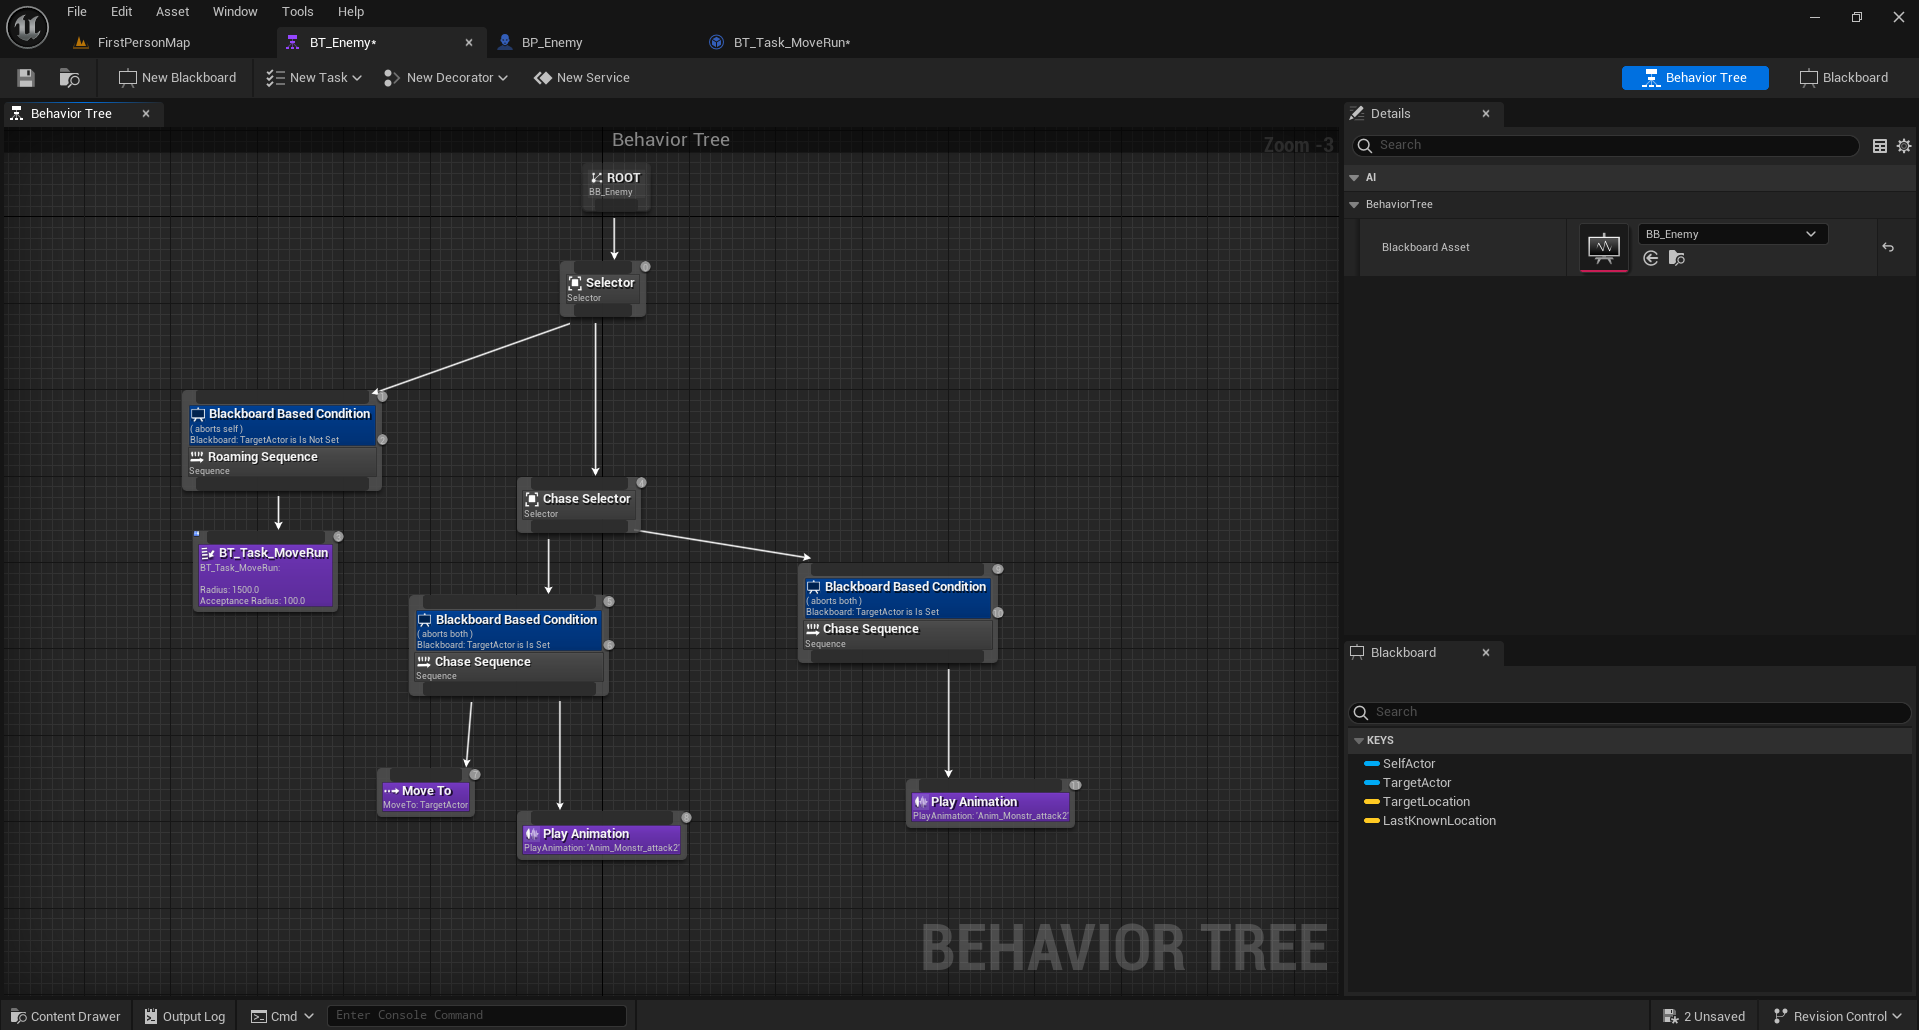 File Edit Asset Window Tools Help
FirstPersonMap
BT_Enemy*
BP_Enemy
BT_Task_MoveRun*
New Blackboard
New Task
New Decorator
New Service
Behavior Tree
Blackboard
Behavior Tree
Behavior Tree
Zoom -3
ROOT
BB_Enemy
Selector
Selector
Blackboard Based Condition
( aborts self )
Blackboard: TargetActor is Is Not Set
Roaming Sequence
Sequence
BT_Task_MoveRun
BT_Task_MoveRun:
Radius: 1500.0
Acceptance Radius: 100.0
Chase Selector
Selector
Blackboard Based Condition
( aborts both )
Blackboard: TargetActor is Is Set
Chase Sequence
Sequence
Blackboard Based Condition
( aborts both )
Blackboard: TargetActor is Is Set
Chase Sequence
Sequence
Move To
MoveTo: TargetActor
Play Animation
PlayAnimation: 'Anim_Monstr_attack2'
Play Animation
PlayAnimation: 'Anim_Monstr_attack2'
BEHAVIOR TREE
Details
Search
AI
BehaviorTree
Blackboard Asset
BB_Enemy
Blackboard
Search
KEYS
SelfActor
TargetActor
TargetLocation
LastKnownLocation
Content Drawer
Output Log
Cmd
Enter Console Command
2 Unsaved
Revision Control